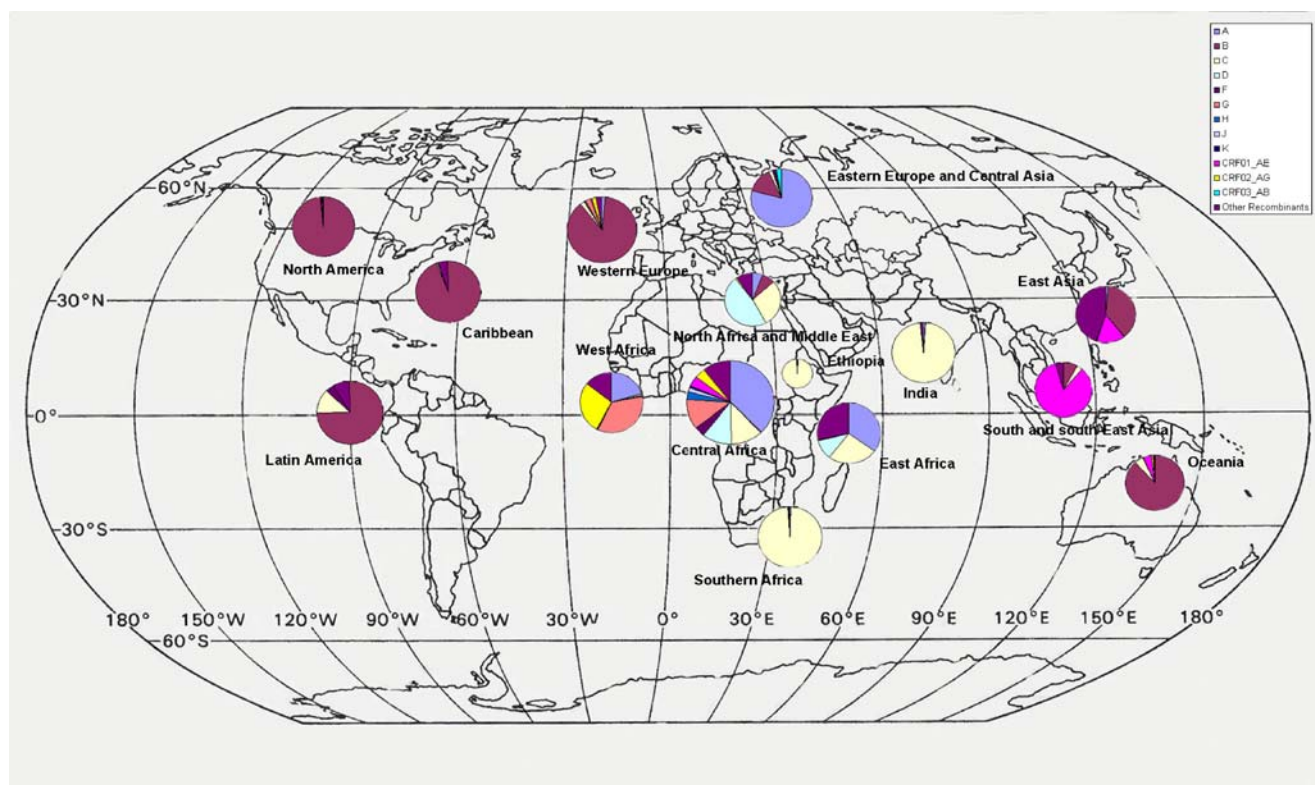 A
B
C
D
F
G
H
J
K
CRF01_AE
CRF02_AG
CRF03_AB
Other Recombinants
60°N
Eastern Europe and Central Asia
North America
Western Europe
East Asia
30°N
Caribbean
North Africa and Middle East
West Africa
Ethiopia
India
0°
Latin America
Central Africa
East Africa
South and south East Asia
Oceania
30°S
Southern Africa
180° 150°W 120°W 90°W 60°W 30°W 0° 30°E 60°E 90°E 120°E 150°E 180°
60°S